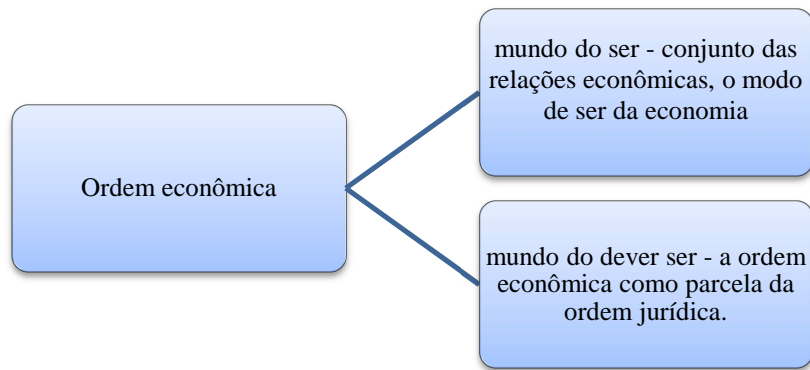 Ordem econômica
mundo do ser - conjunto das
relações econômicas, o modo
de ser da economia
mundo do dever ser - a ordem
econômica como parcela da
ordem jurídica.